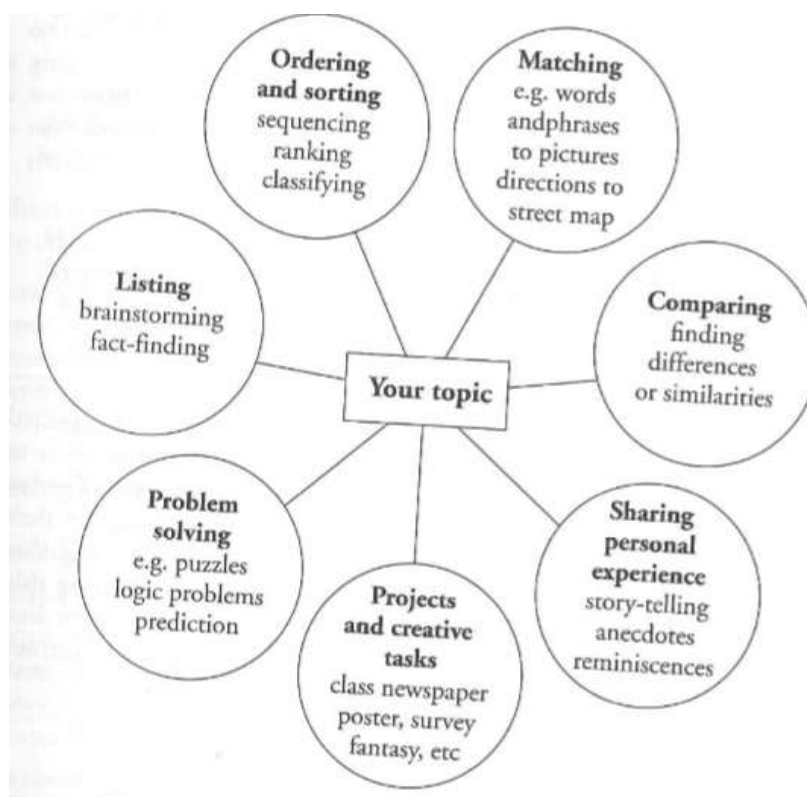 Ordering
and sorting
sequencing
ranking
classifying
Matching
e.g. words
andphrases
to pictures
directions to
street map
Listing
brainstorming
fact-finding
Comparing
finding
differences
or similarities
Your topic
Problem
solving
e.g. puzzles
logic problems
prediction
Projects
and creative
tasks
class newspaper
poster, survey
fantasy, etc
Sharing
personal
experience
story-telling
anecdotes
reminiscences